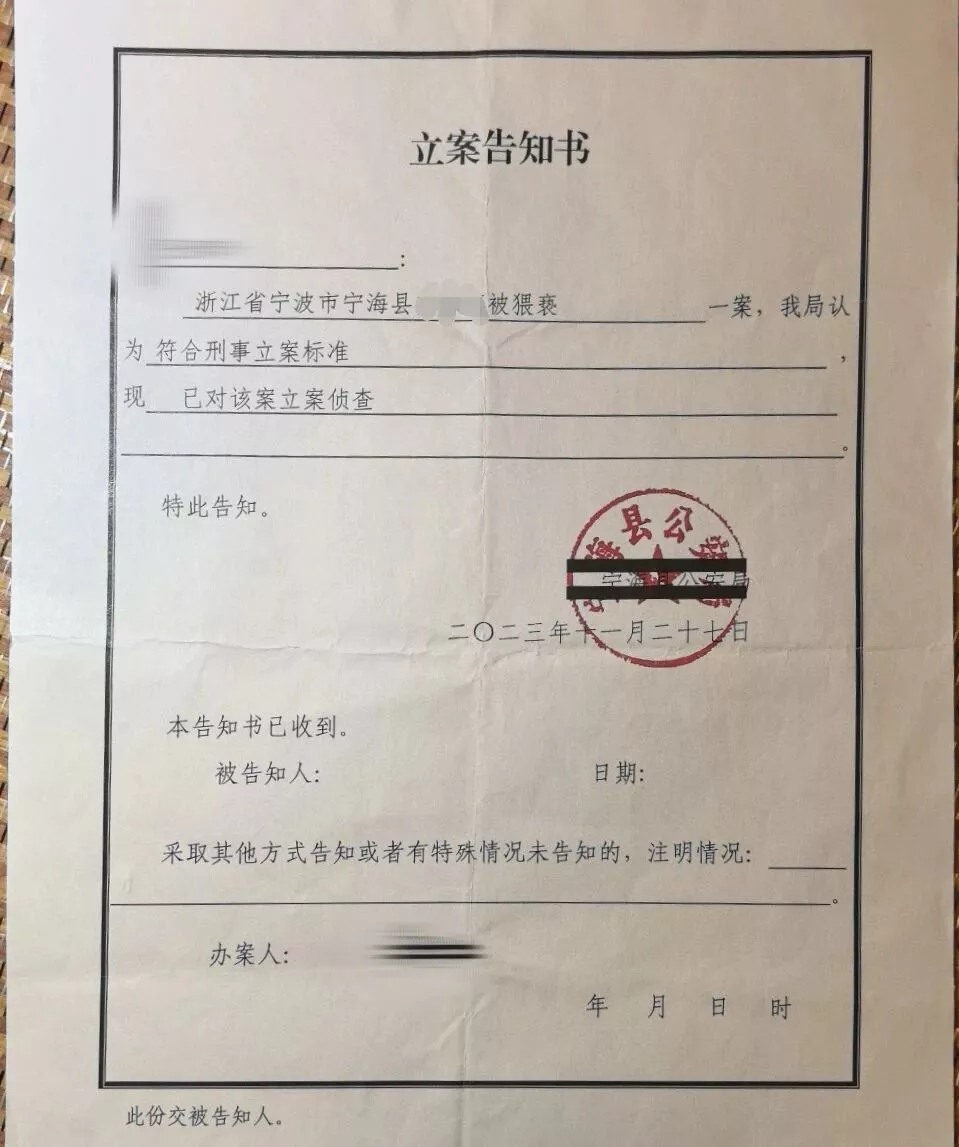 立案告知书
:
浙江省宁波市宁海县 被猥亵 一案，我局认
为 符合刑事立案标准 ，
现 已对该案立案侦查
。
特此告知。
县公
宁海县公安局
二〇二三年十一月二十七日
本告知书已收到。
被告知人: 日期:
采取其他方式告知或者有特殊情况未告知的，注明情况:
。
办案人:
年 月 日 时
此份交被告知人。